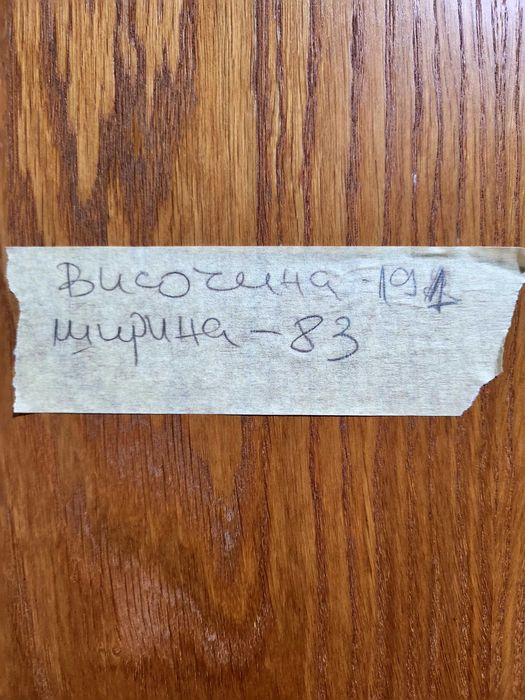 височина - 191
ширина - 83